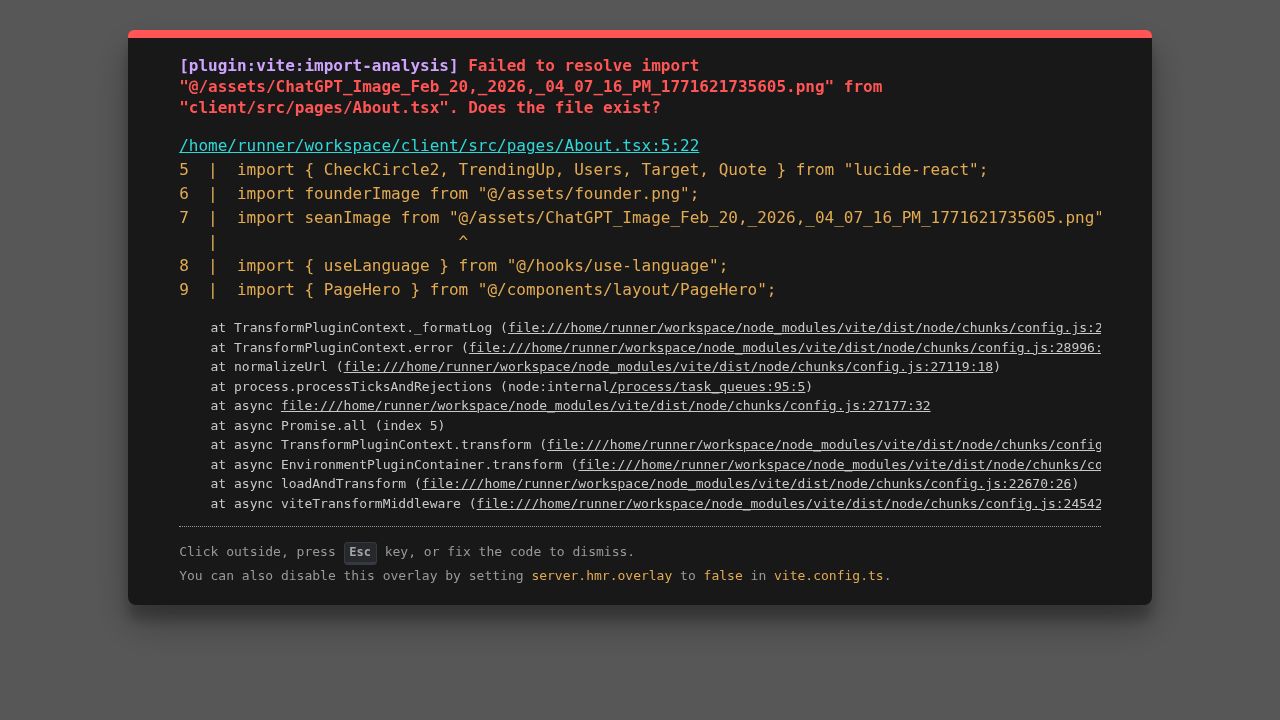 [plugin:vite:import-analysis] Failed to resolve import
"@/assets/ChatGPT_Image_Feb_20,_2026,_04_07_16_PM_1771621735605.png" from
"client/src/pages/About.tsx". Does the file exist?
/home/runner/workspace/client/src/pages/About.tsx:5:22
5  |  import { CheckCircle2, TrendingUp, Users, Target, Quote } from "lucide-react";
6  |  import founderImage from "@/assets/founder.png";
7  |  import seanImage from "@/assets/ChatGPT_Image_Feb_20,_2026,_04_07_16_PM_1771621735605.png"
   |                         ^
8  |  import { useLanguage } from "@/hooks/use-language";
9  |  import { PageHero } from "@/components/layout/PageHero";
at TransformPluginContext._formatLog (file:///home/runner/workspace/node_modules/vite/dist/node/chunks/config.js:2
at TransformPluginContext.error (file:///home/runner/workspace/node_modules/vite/dist/node/chunks/config.js:28996:
at normalizeUrl (file:///home/runner/workspace/node_modules/vite/dist/node/chunks/config.js:27119:18)
at process.processTicksAndRejections (node:internal/process/task_queues:95:5)
at async file:///home/runner/workspace/node_modules/vite/dist/node/chunks/config.js:27177:32
at async Promise.all (index 5)
at async TransformPluginContext.transform (file:///home/runner/workspace/node_modules/vite/dist/node/chunks/config
at async EnvironmentPluginContainer.transform (file:///home/runner/workspace/node_modules/vite/dist/node/chunks/co
at async loadAndTransform (file:///home/runner/workspace/node_modules/vite/dist/node/chunks/config.js:22670:26)
at async viteTransformMiddleware (file:///home/runner/workspace/node_modules/vite/dist/node/chunks/config.js:24542
Click outside, press Esc key, or fix the code to dismiss.
You can also disable this overlay by setting server.hmr.overlay to false in vite.config.ts.